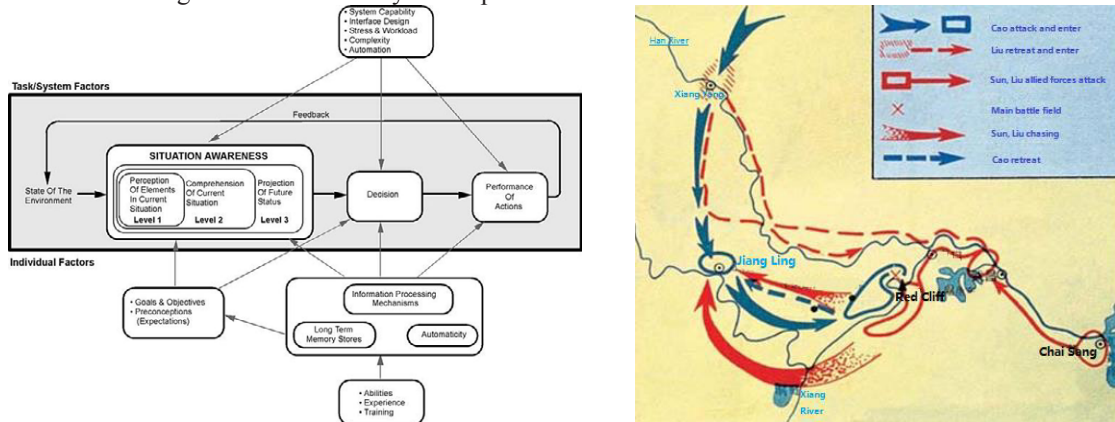 • System Capability
• Interface Design
• Stress & Workload
• Complexity
• Automation
Task/System Factors
Feedback
SITUATION AWARENESS
State Of The
Environment
Perception
Of Elements
In Current
Situation
Level 1
Comprehension
Of Current
Situation
Level 2
Projection
Of Future
Status
Level 3
Decision
Performance
Of
Actions
Individual Factors
• Goals & Objectives
• Preconceptions
(Expectations)
Information Processing
Mechanisms
Long Term
Memory Stores
Automaticity
• Abilities
• Experience
• Training
Han River
Xiang Yang
Jiang Ling
Red Cliff
Chai Sang
Xiang
River
Cao attack and enter
Liu retreat and enter
Sun, Liu allied forces attack
Main battle field
Sun, Liu chasing
Cao retreat